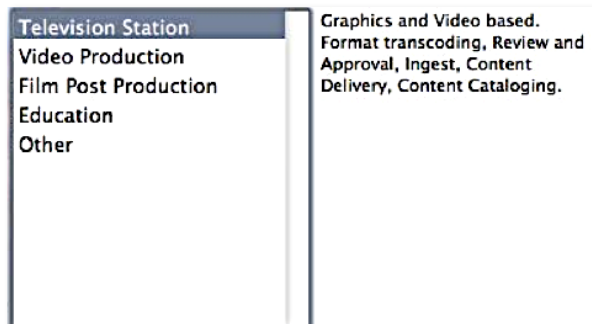 Television Station
Video Production
Film Post Production
Education
Other
Graphics and Video based.
Format transcoding, Review and
Approval, Ingest, Content
Delivery, Content Cataloging.